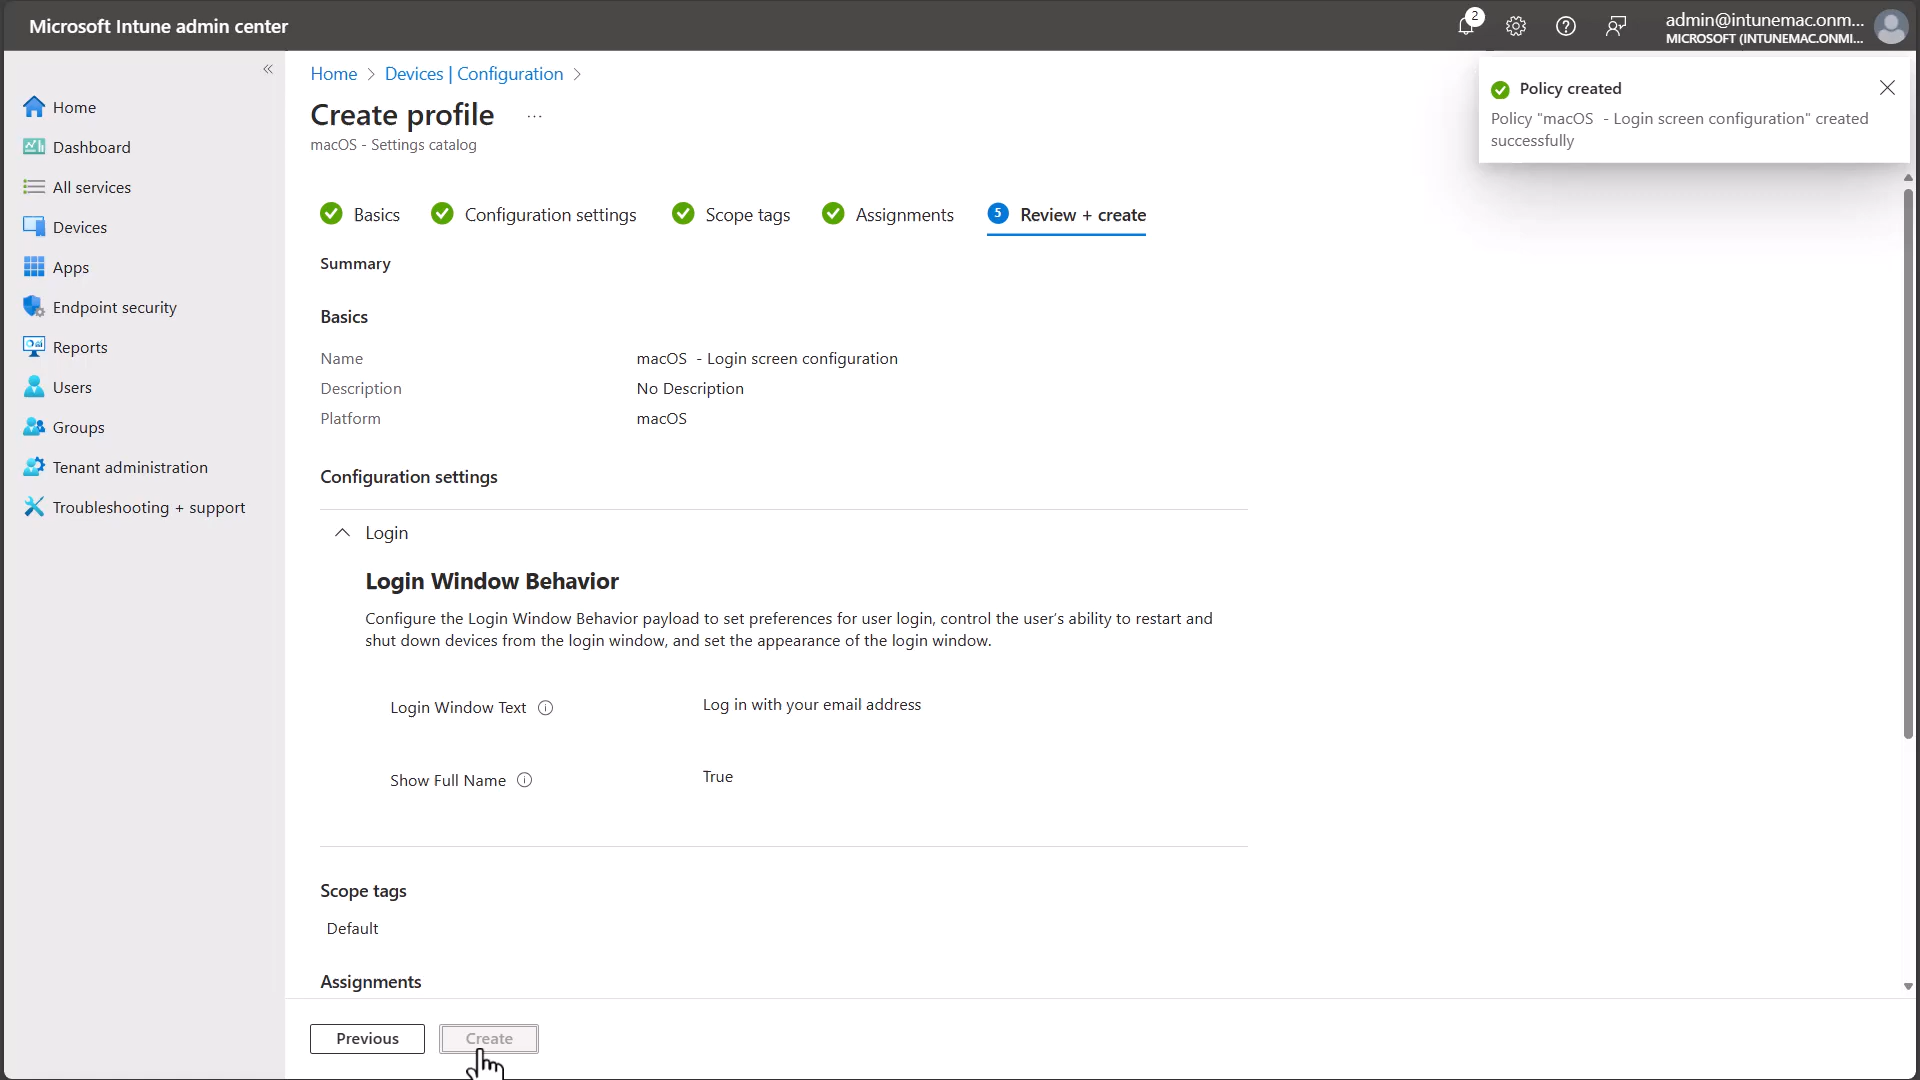 Microsoft Intune admin center
2
admin@intunemac.onm...
MICROSOFT (INTUNEMAC.ONMI...
Home
Dashboard
All services
Devices
Apps
Endpoint security
Reports
Users
Groups
Tenant administration
Troubleshooting + support
Home > Devices | Configuration >
Create profile ...
macOS - Settings catalog
Policy created
Policy "macOS - Login screen configuration" created
successfully
Basics Configuration settings Scope tags Assignments 5 Review + create
Summary
Basics
Name macOS - Login screen configuration
Description No Description
Platform macOS
Configuration settings
Login
Login Window Behavior
Configure the Login Window Behavior payload to set preferences for user login, control the user's ability to restart and
shut down devices from the login window, and set the appearance of the login window.
Login Window Text Log in with your email address
Show Full Name True
Scope tags
Default
Assignments
Previous Create